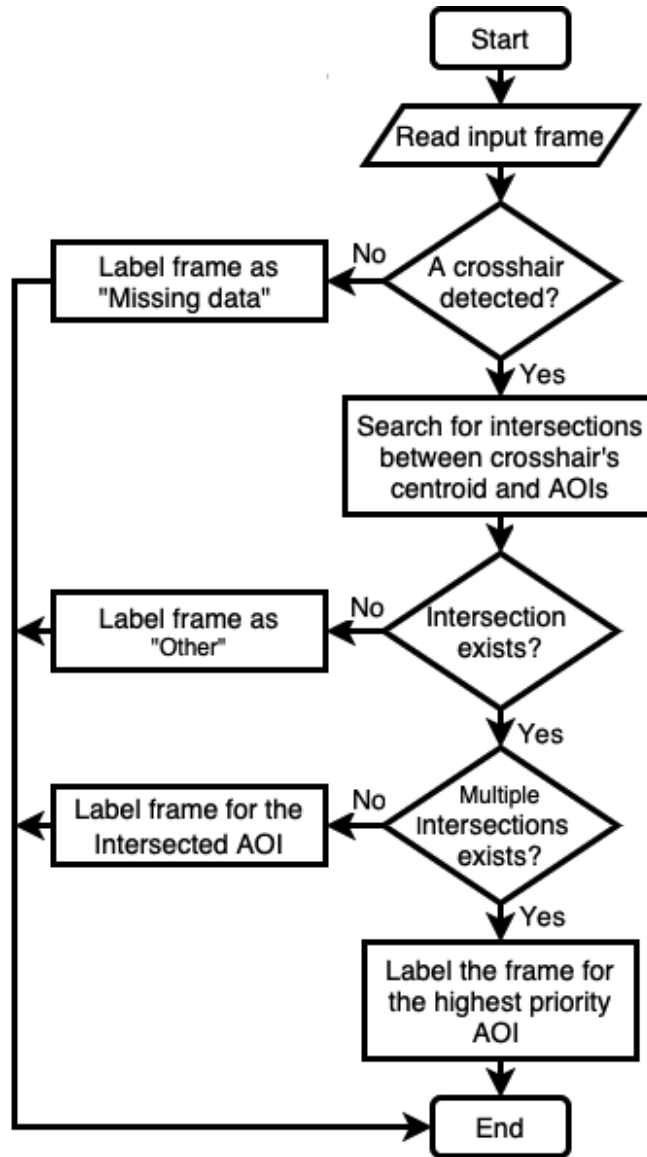 Start
Read input frame
A crosshair
detected?
No
Label frame as
"Missing data"
Yes
Search for intersections
between crosshair's
centroid and AOIs
Intersection
exists?
No
Label frame as
"Other"
Yes
Multiple
intersections
exists?
No
Label frame for the
Intersected AOI
Yes
Label the frame for
the highest priority
AOI
End